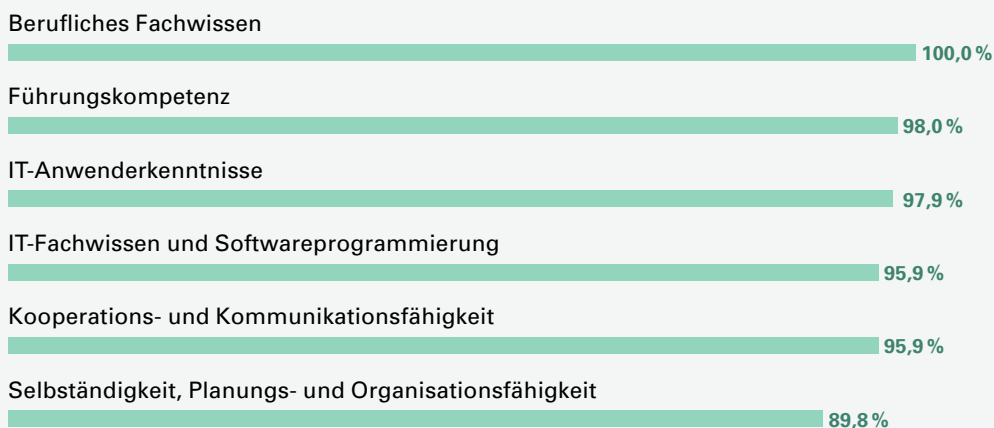 Berufliches Fachwissen
100,0 %
Führungskompetenz
98,0 %
IT-Anwenderkenntnisse
97,9 %
IT-Fachwissen und Softwareprogrammierung
95,9 %
Kooperations- und Kommunikationsfähigkeit
95,9 %
Selbständigkeit, Planungs- und Organisationsfähigkeit
89,8 %